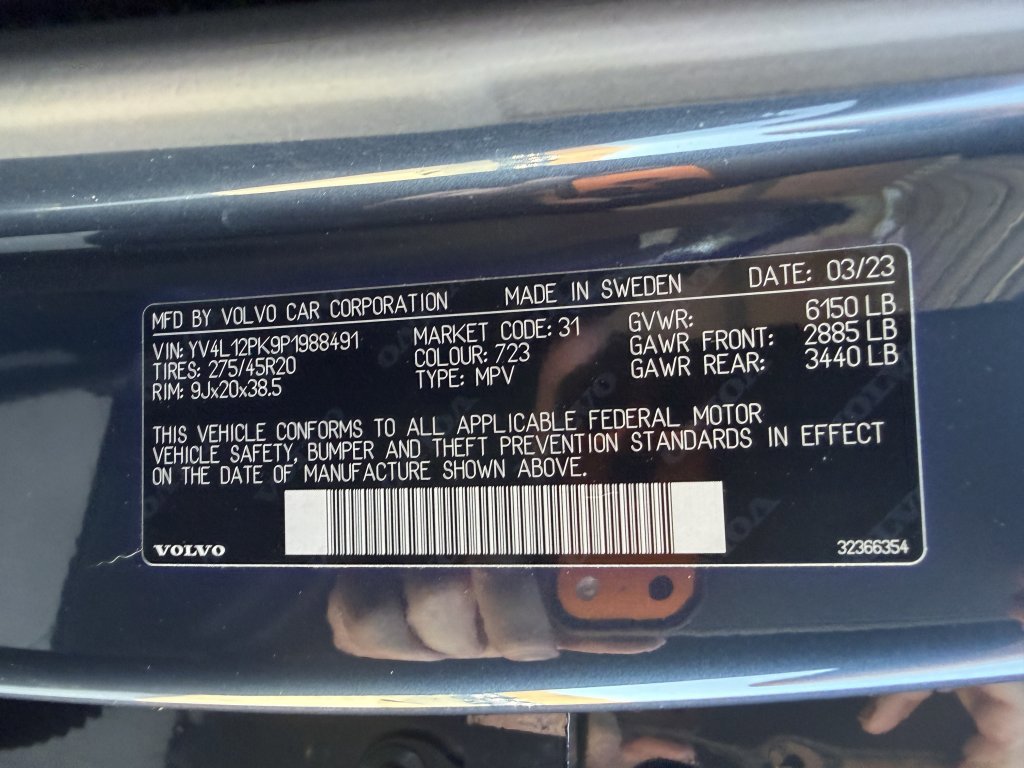 MFD BY VOLVO CAR CORPORATION MADE IN SWEDEN DATE: 03/23
VIN: YV4L12PK9P1988491 MARKET CODE: 31 GVWR: 6150 LB
TIRES: 275/45R20 COLOUR: 723 GAWR FRONT: 2885 LB
RIM: 9Jx20x38.5 TYPE: MPV GAWR REAR: 3440 LB
THIS VEHICLE CONFORMS TO ALL APPLICABLE FEDERAL MOTOR
VEHICLE SAFETY, BUMPER AND THEFT PREVENTION STANDARDS IN EFFECT
ON THE DATE OF MANUFACTURE SHOWN ABOVE.
VOLVO 32366354